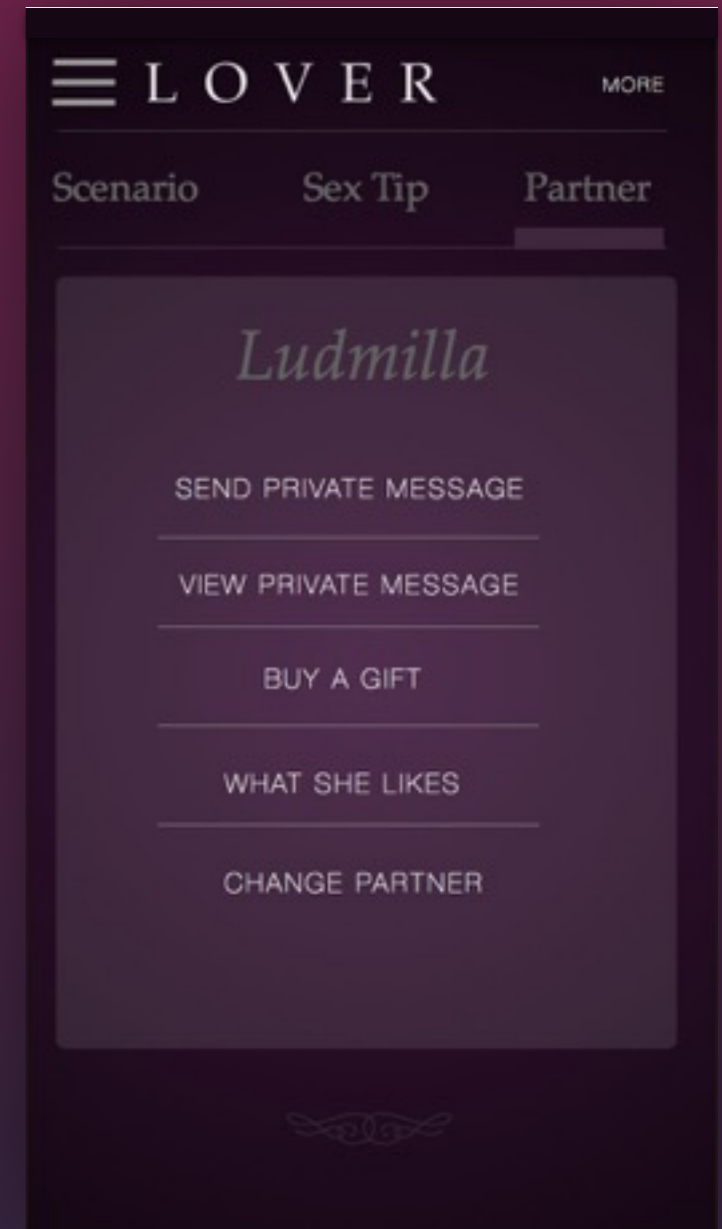 LOVER MORE
Scenario Sex Tip Partner
Ludmilla
SEND PRIVATE MESSAGE
VIEW PRIVATE MESSAGE
BUY A GIFT
WHAT SHE LIKES
CHANGE PARTNER